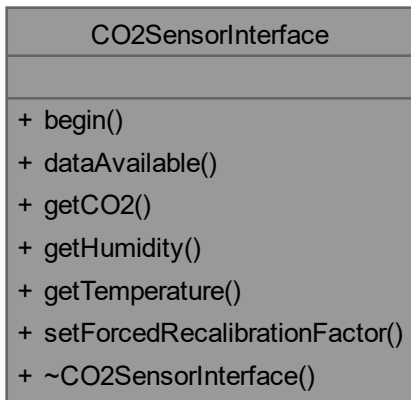 CO2SensorInterface
+ begin()
+ dataAvailable()
+ getCO2()
+ getHumidity()
+ getTemperature()
+ setForcedRecalibrationFactor()
+ ~CO2SensorInterface()